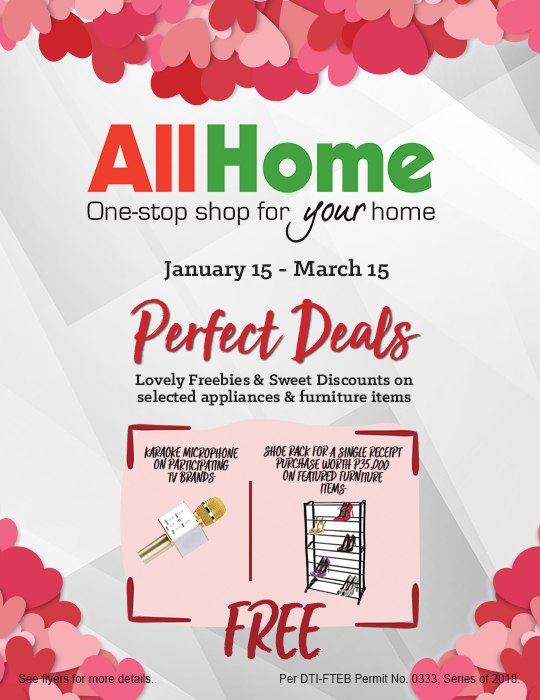 AllHome
One-stop shop for your home
January 15 - March 15
Perfect Deals
Lovely Freebies & Sweet Discounts on
selected appliances & furniture items
KARAOKE MICROPHONE
ON PARTICIPATING
TV BRANDS
SHOE RACK FOR A SINGLE RECEIPT
PURCHASE WORTH P35,000
ON FEATURED FURNITURE
ITEMS
FREE
See flyers for more details.
Per DTI-FTEB Permit No. 0333, Series of 2018.